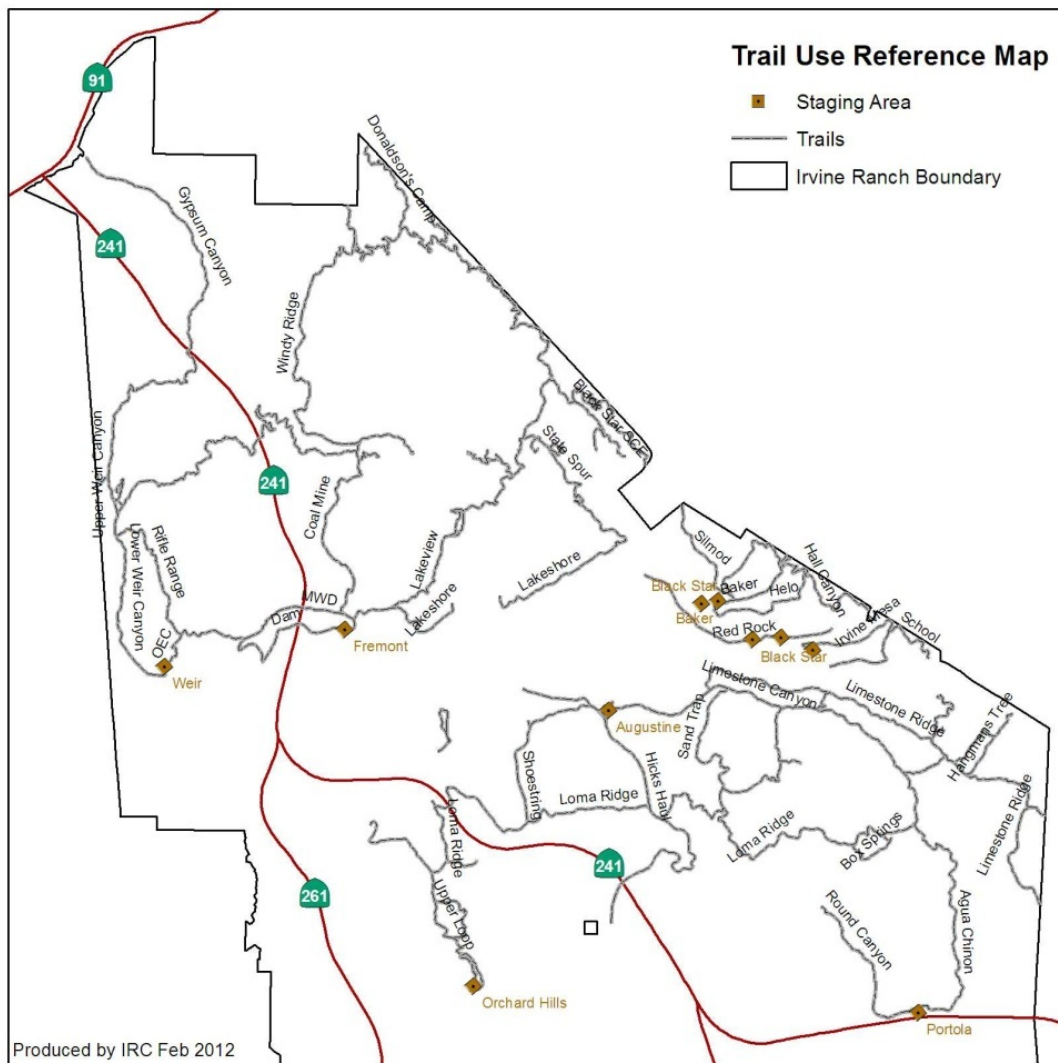 Trail Use Reference Map
Staging Area
Trails
Irvine Ranch Boundary
91
241
Gypsum Canyon
Donaldson's Camp
Windy Ridge
Black Star SCE
State Spur
Upper Weir Canyon
241
Coal Mine
Lower Weir Canyon
Rifle Range
Lakeview
Lakeshore
Lakeshore
MWD
Dam
OEC
Weir
Fremont
Silmod
Hall Canyon
Black Star
Baker
Helo
Baker
Red Rock
Irvine Mesa
School
Black Star
Limestone Canyon
Limestone Ridge
Hangmans Tree
Augustine
Sand Trap
Shoestring
Hicks Haul
Loma Ridge
Loma Ridge
Loma Ridge
Box Springs
Limestone Ridge
241
261
Upper Loop
Round Canyon
Agua Chinon
Orchard Hills
Portola
Produced by IRC Feb 2012